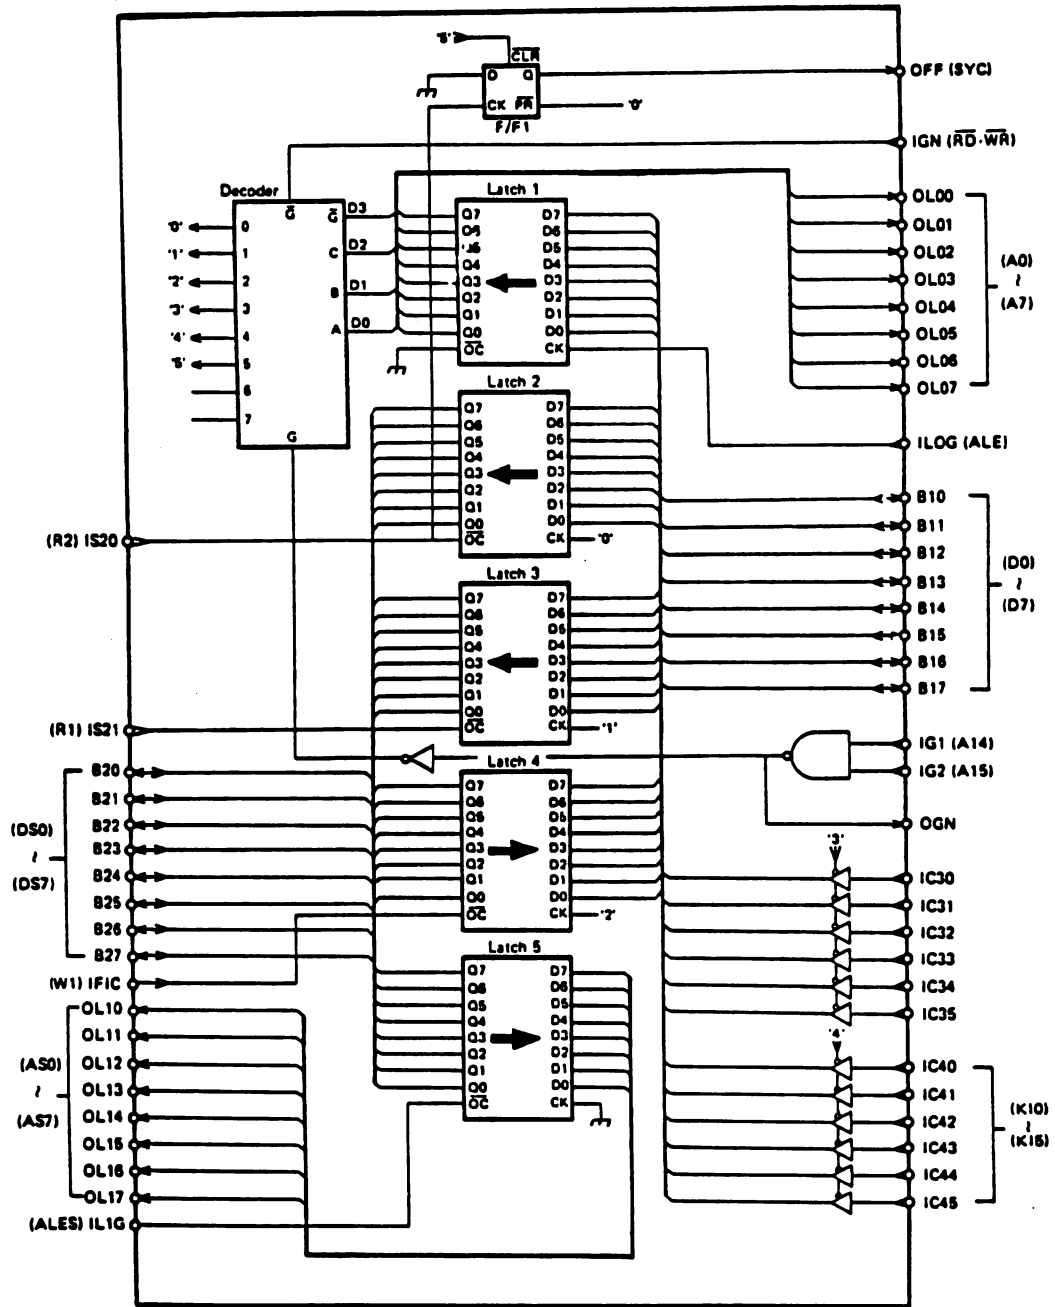 '5'
CLR
D Q
CK PR
'0'
F/F1
OFF (SYC)
IGN (RD·WR)
Decoder
G G
0
1
2
3
4
5
6
7
'0'
'1'
'2'
'3'
'4'
'5'
C
B
A
G
D3
D2
D1
D0
Latch 1
Q7 D7
Q6 D6
Q5 D5
Q4 D4
Q3 D3
Q2 D2
Q1 D1
Q0 D0
OC CK
OL00
OL01
OL02
OL03
OL04
OL05
OL06
OL07
(A0)
~
(A7)
Latch 2
Q7 D7
Q6 D6
Q5 D5
Q4 D4
Q3 D3
Q2 D2
Q1 D1
Q0 D0
OC CK
'0'
ILOG (ALE)
B10
B11
B12
B13
B14
B15
B16
B17
(D0)
~
(D7)
(R2) IS20
Latch 3
Q7 D7
Q6 D6
Q5 D5
Q4 D4
Q3 D3
Q2 D2
Q1 D1
Q0 D0
OC CK
'1'
(R1) IS21
IG1 (A14)
IG2 (A15)
OGN
Latch 4
Q7 D7
Q6 D6
Q5 D5
Q4 D4
Q3 D3
Q2 D2
Q1 D1
Q0 D0
OC CK
'2'
B20
B21
B22
B23
B24
B25
B26
B27
(DS0)
~
(DS7)
(W1) IFIC
'3'
IC30
IC31
IC32
IC33
IC34
IC35
Latch 5
Q7 D7
Q6 D6
Q5 D5
Q4 D4
Q3 D3
Q2 D2
Q1 D1
Q0 D0
OC CK
OL10
OL11
OL12
OL13
OL14
OL15
OL16
OL17
(AS0)
~
(AS7)
(ALES) IL1G
'4'
IC40
IC41
IC42
IC43
IC44
IC45
(KI0)
~
(KI5)